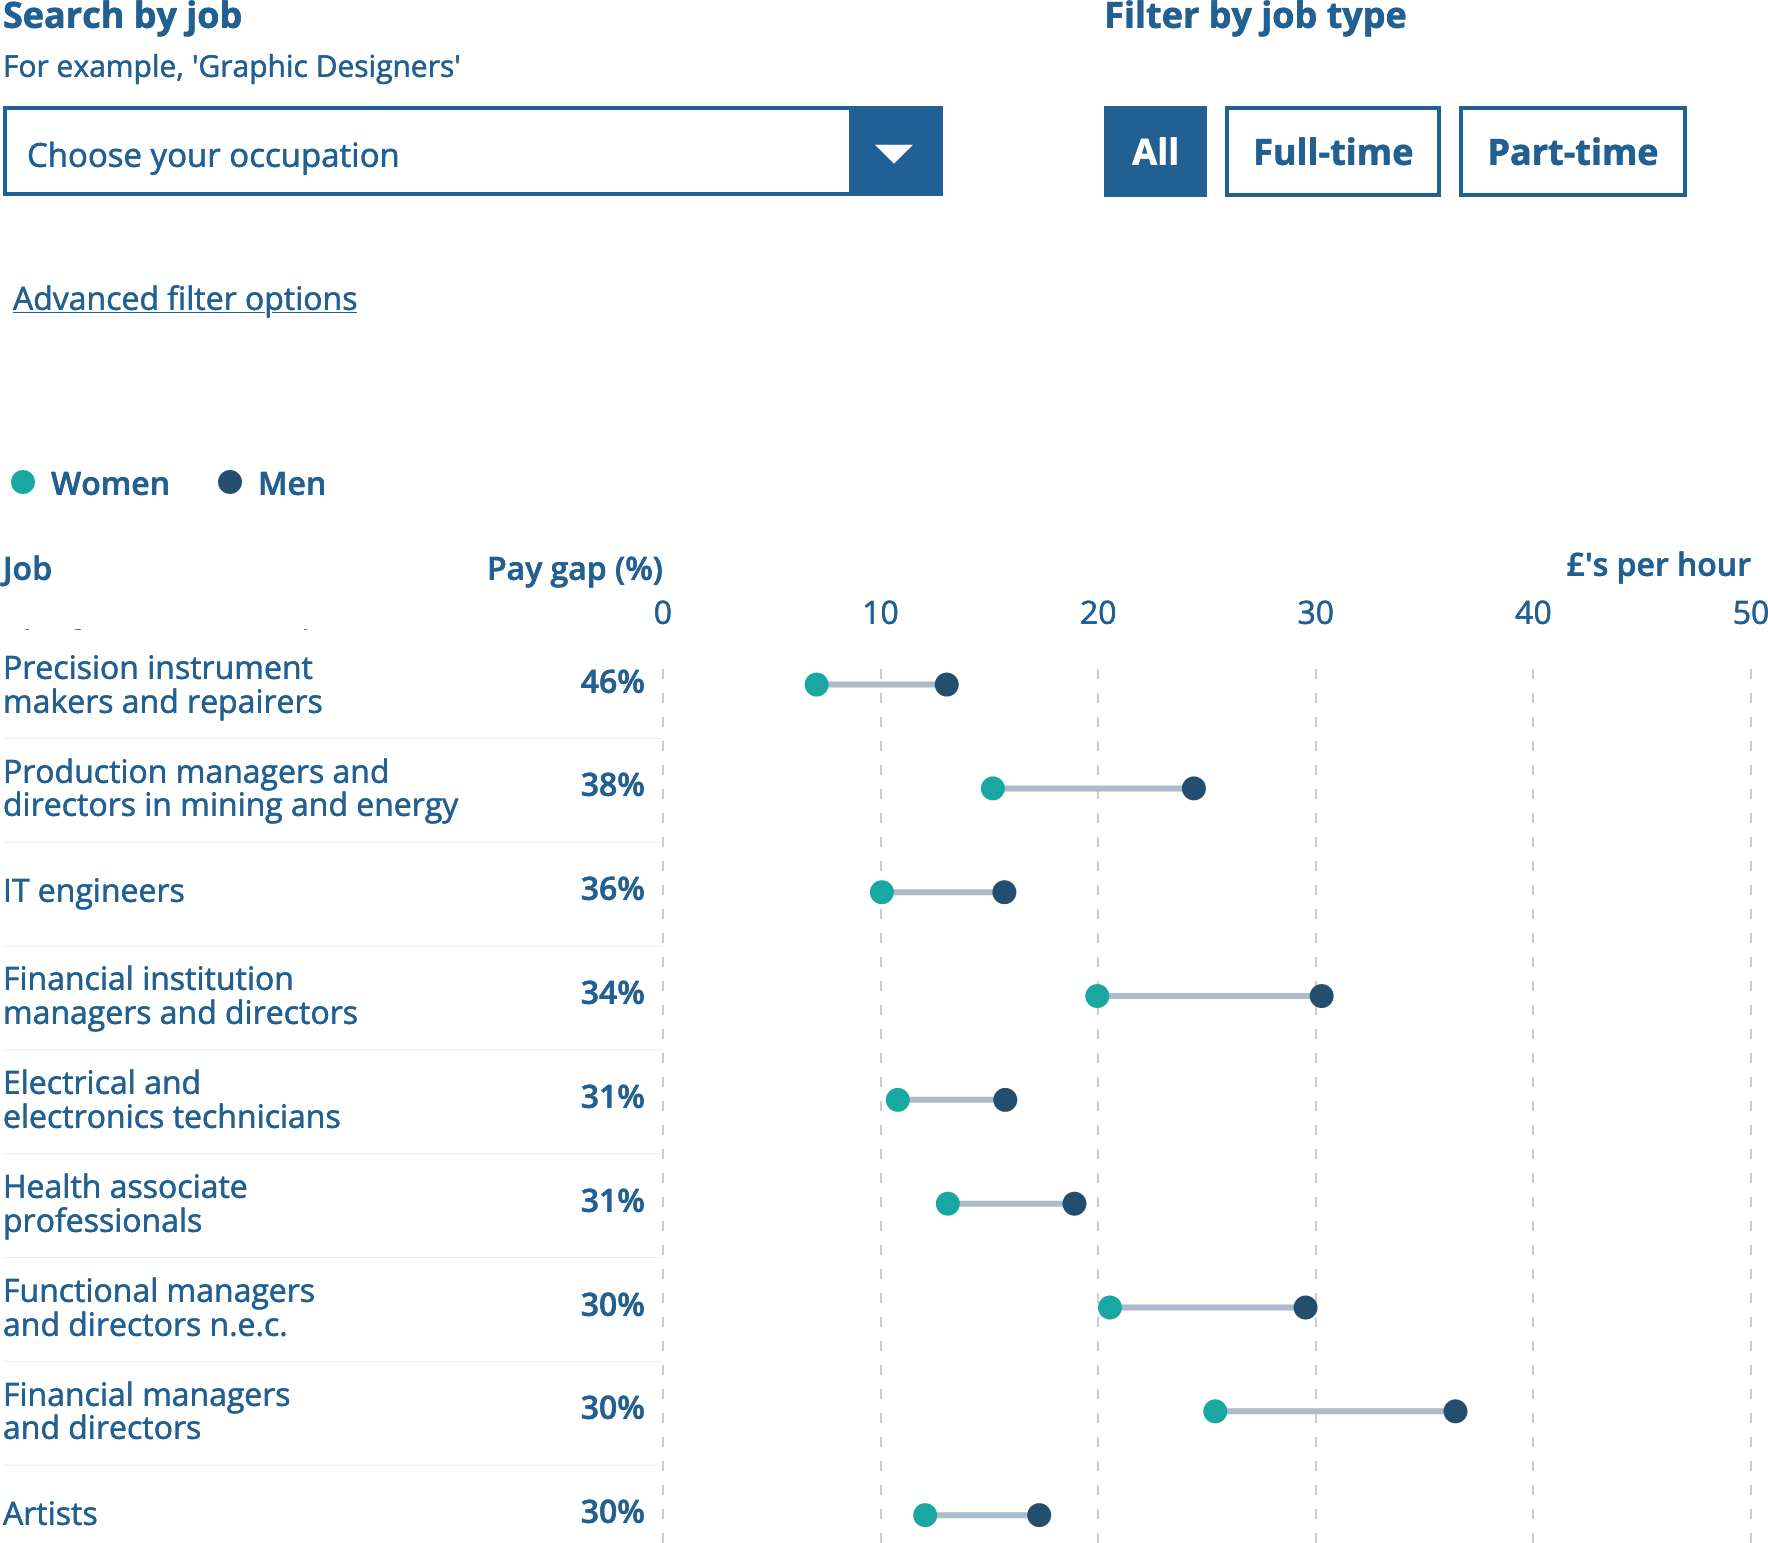 Search by job
Filter by job type
For example, 'Graphic Designers'
Choose your occupation
All
Full-time
Part-time
Advanced filter options
Women
Men
Job
Pay gap (%)
£'s per hour
0
10
20
30
40
50
Precision instrument
makers and repairers
46%
Production managers and
directors in mining and energy
38%
IT engineers
36%
Financial institution
managers and directors
34%
Electrical and
electronics technicians
31%
Health associate
professionals
31%
Functional managers
and directors n.e.c.
30%
Financial managers
and directors
30%
Artists
30%